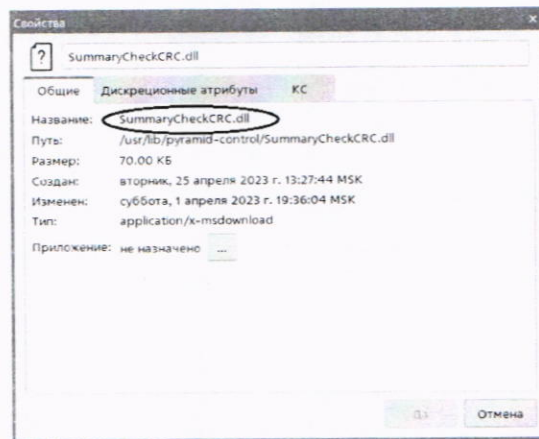 Свойства
SummaryCheckCRC.dll
Общие Дискреционные атрибуты КС
Название: SummaryCheckCRC.dll
Путь: /usr/lib/pyramid-control/SummaryCheckCRC.dll
Размер: 70.00 КБ
Создан: вторник, 25 апреля 2023 г. 13:27:44 MSK
Изменен: суббота, 1 апреля 2023 г. 19:36:04 MSK
Тип: application/x-msdownload
Приложение: не назначено ...
Да Отмена